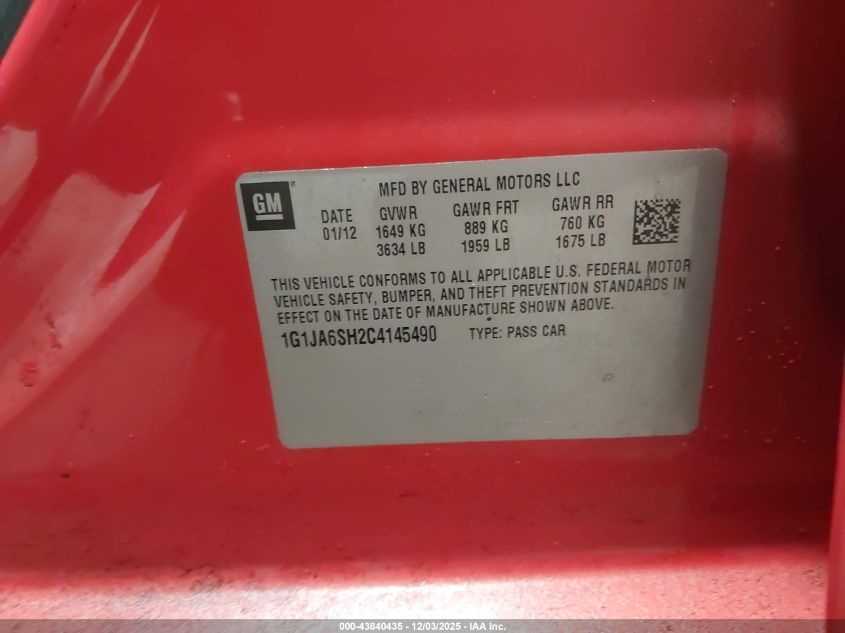 GM
MFD BY GENERAL MOTORS LLC
DATE GVWR GAWR FRT GAWR RR
01/12 1649 KG 889 KG 760 KG
3634 LB 1959 LB 1675 LB
THIS VEHICLE CONFORMS TO ALL APPLICABLE U.S. FEDERAL MOTOR
VEHICLE SAFETY, BUMPER, AND THEFT PREVENTION STANDARDS IN
EFFECT ON THE DATE OF MANUFACTURE SHOWN ABOVE.
1G1JA6SH2C4145490 TYPE: PASS CAR
000-43840435 - 12/03/2025 - IAA Inc.